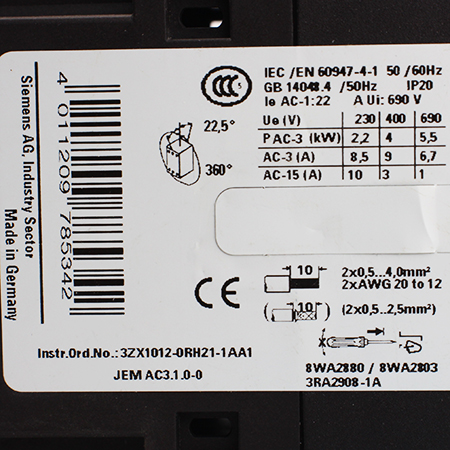 Siemens AG, Industry Sector
Made in Germany
4 011209 785342
CCC
IEC /EN 60947-4-1 50 /60Hz
GB 14048.4 /50Hz IP20
Ie AC-1:22 A Ui: 690 V
Ue (V) 230 400 690
P AC-3 (kW) 2,2 4 5,5
AC-3 (A) 8,5 9 6,7
AC-15 (A) 10 3 1
22,5°
360°
CE
10 2x0,5...4,0mm²
2xAWG 20 to 12
10 (2x0,5...2,5mm²)
Instr.Ord.No.: 3ZX1012-0RH21-1AA1
JEM AC3.1.0-0
8WA2880 / 8WA2803
3RA2908-1A